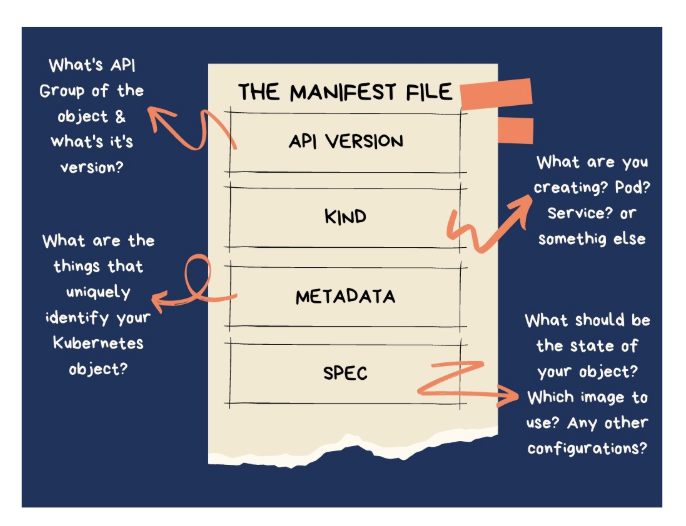 What's API
Group of the
object &
what's it's
version?
THE MANIFEST FILE
API VERSION
KIND
METADATA
SPEC
What are you
creating? Pod?
Service? or
somethig else
What are the
things that
uniquely
identify your
Kubernetes
object?
What should be
the state of
your object?
Which image to
use? Any other
configurations?